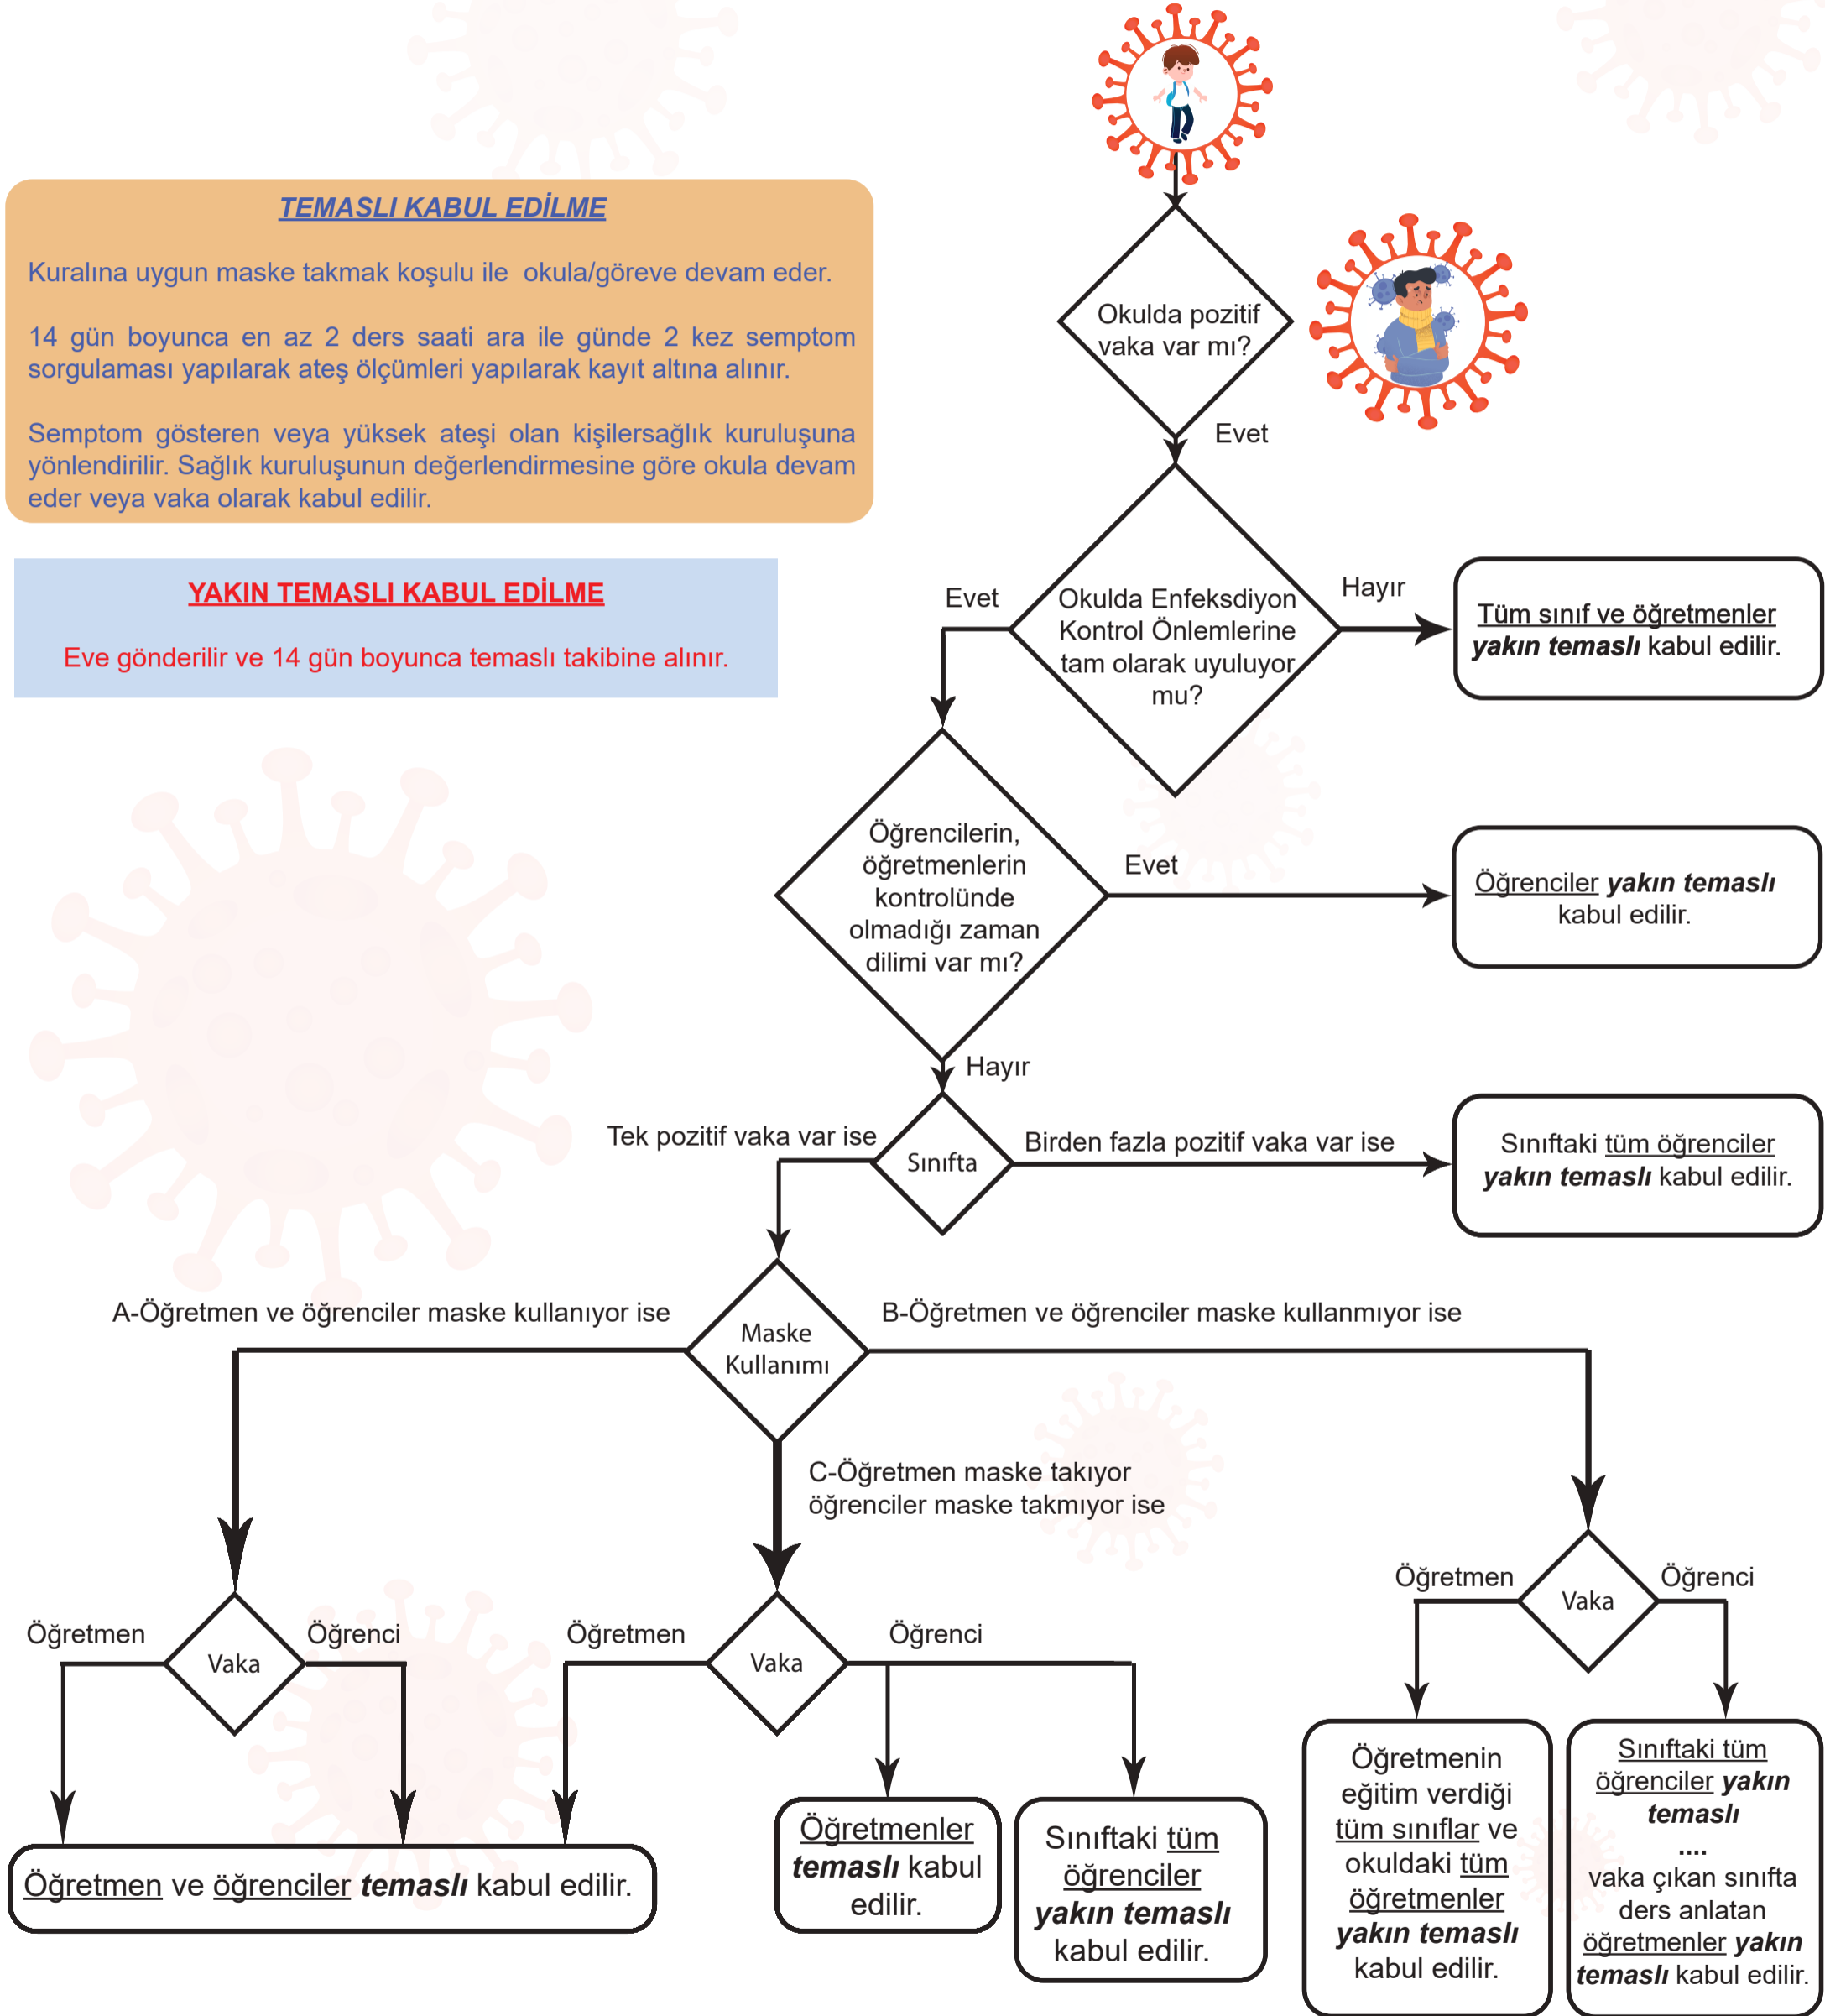 TEMASLI KABUL EDİLME
Kuralına uygun maske takmak koşulu ile okula/göreve devam eder.
14 gün boyunca en az 2 ders saati ara ile günde 2 kez semptom
sorgulaması yapılarak ateş ölçümleri yapılarak kayıt altına alınır.
Semptom gösteren veya yüksek ateşi olan kişilersağlık kuruluşuna
yönlendirilir. Sağlık kuruluşunun değerlendirmesine göre okula devam
eder veya vaka olarak kabul edilir.
YAKIN TEMASLI KABUL EDİLME
Eve gönderilir ve 14 gün boyunca temaslı takibine alınır.
Okulda pozitif
vaka var mı?
Evet
Okulda Enfeksdiyon
Kontrol Önlemlerine
tam olarak uyuluyor
mu?
Hayır
Tüm sınıf ve öğretmenler
yakın temaslı kabul edilir.
Evet
Öğrencilerin,
öğretmenlerin
kontrolünde
olmadığı zaman
dilimi var mı?
Evet
Öğrenciler yakın temaslı
kabul edilir.
Hayır
Sınıfta
Tek pozitif vaka var ise
Birden fazla pozitif vaka var ise
Sınıftaki tüm öğrenciler
yakın temaslı kabul edilir.
Maske
Kullanımı
A-Öğretmen ve öğrenciler maske kullanıyor ise
B-Öğretmen ve öğrenciler maske kullanmıyor ise
C-Öğretmen maske takıyor
öğrenciler maske takmıyor ise
Öğretmen
Vaka
Öğrenci
Öğretmen
Vaka
Öğrenci
Öğretmen
Vaka
Öğrenci
Öğretmen ve öğrenciler temaslı kabul edilir.
Öğretmenler
temaslı kabul
edilir.
Sınıftaki tüm
öğrenciler
yakın temaslı
kabul edilir.
Öğretmenin
eğitim verdiği
tüm sınıflar ve
okuldaki tüm
öğretmenler
yakın temaslı
kabul edilir.
Sınıftaki tüm
öğrenciler yakın
temaslı
....
vaka çıkan sınıfta
ders anlatan
öğretmenler yakın
temaslı kabul edilir.